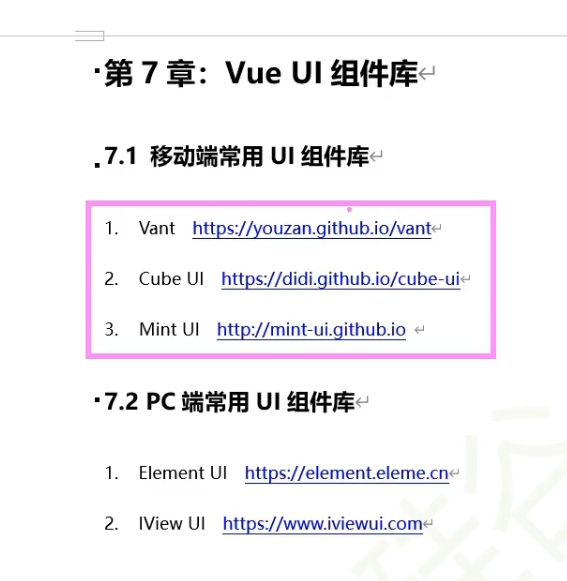 第 7 章：Vue UI 组件库
7.1 移动端常用 UI 组件库
1. Vant https://youzan.github.io/vant
2. Cube UI https://didi.github.io/cube-ui
3. Mint UI http://mint-ui.github.io
7.2 PC 端常用 UI 组件库
1. Element UI https://element.eleme.cn
2. IView UI https://www.iviewui.com
硅谷